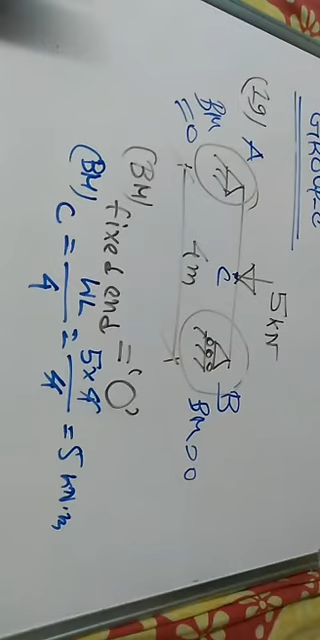 GROUP-C
(19) A
5 kN
C
B
BM = 0
4m
BM = 0
(BM) fixed end = '0'
(BM) C = WL/4 = 5×4/4 = 5 kN.m,